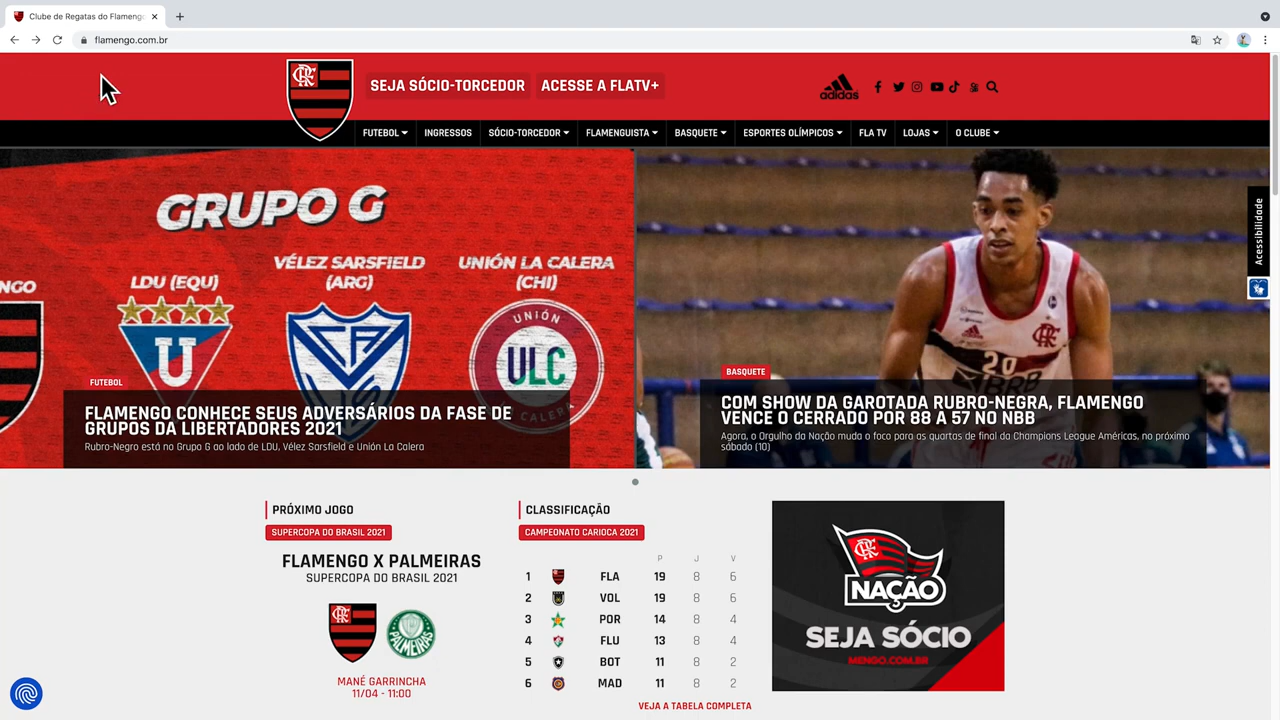 Clube de Regatas do Flameng
flamengo.com.br
SEJA SÓCIO-TORCEDOR
ACESSE A FLATV+
adidas
FUTEBOL
INGRESSOS
SÓCIO-TORCEDOR
FLAMENGUISTA
BASQUETE
ESPORTES OLÍMPICOS
FLA TV
LOJAS
O CLUBE
GRUPO G
NGO
LDU (EQU)
VÉLEZ SARSFIELD
(ARG)
UNIÓN LA CALERA
(CHI)
U
UNIÓN
ULC
CALERA
FUTEBOL
FLAMENGO CONHECE SEUS ADVERSÁRIOS DA FASE DE
GRUPOS DA LIBERTADORES 2021
Rubro-Negro está no Grupo G ao lado de LDU, Vélez Sarsfield e Unión La Calera
20
BRB
BASQUETE
COM SHOW DA GAROTADA RUBRO-NEGRA, FLAMENGO
VENCE O CERRADO POR 88 A 57 NO NBB
Agora, o Orgulho da Nação muda o foco para as quartas de final da Champions League Américas, no próximo
sábado (10)
Acessibilidade
PRÓXIMO JOGO
SUPERCOPA DO BRASIL 2021
FLAMENGO X PALMEIRAS
SUPERCOPA DO BRASIL 2021
PALMEIRAS
MANÉ GARRINCHA
11/04 - 11:00
CLASSIFICAÇÃO
CAMPEONATO CARIOCA 2021
P J V
1 FLA 19 8 6
2 VOL 19 8 6
3 POR 14 8 4
4 FLU 13 8 4
5 BOT 11 8 2
6 MAD 11 8 2
VEJA A TABELA COMPLETA
NAÇÃO
SEJA SÓCIO
MENGO.COM.BR